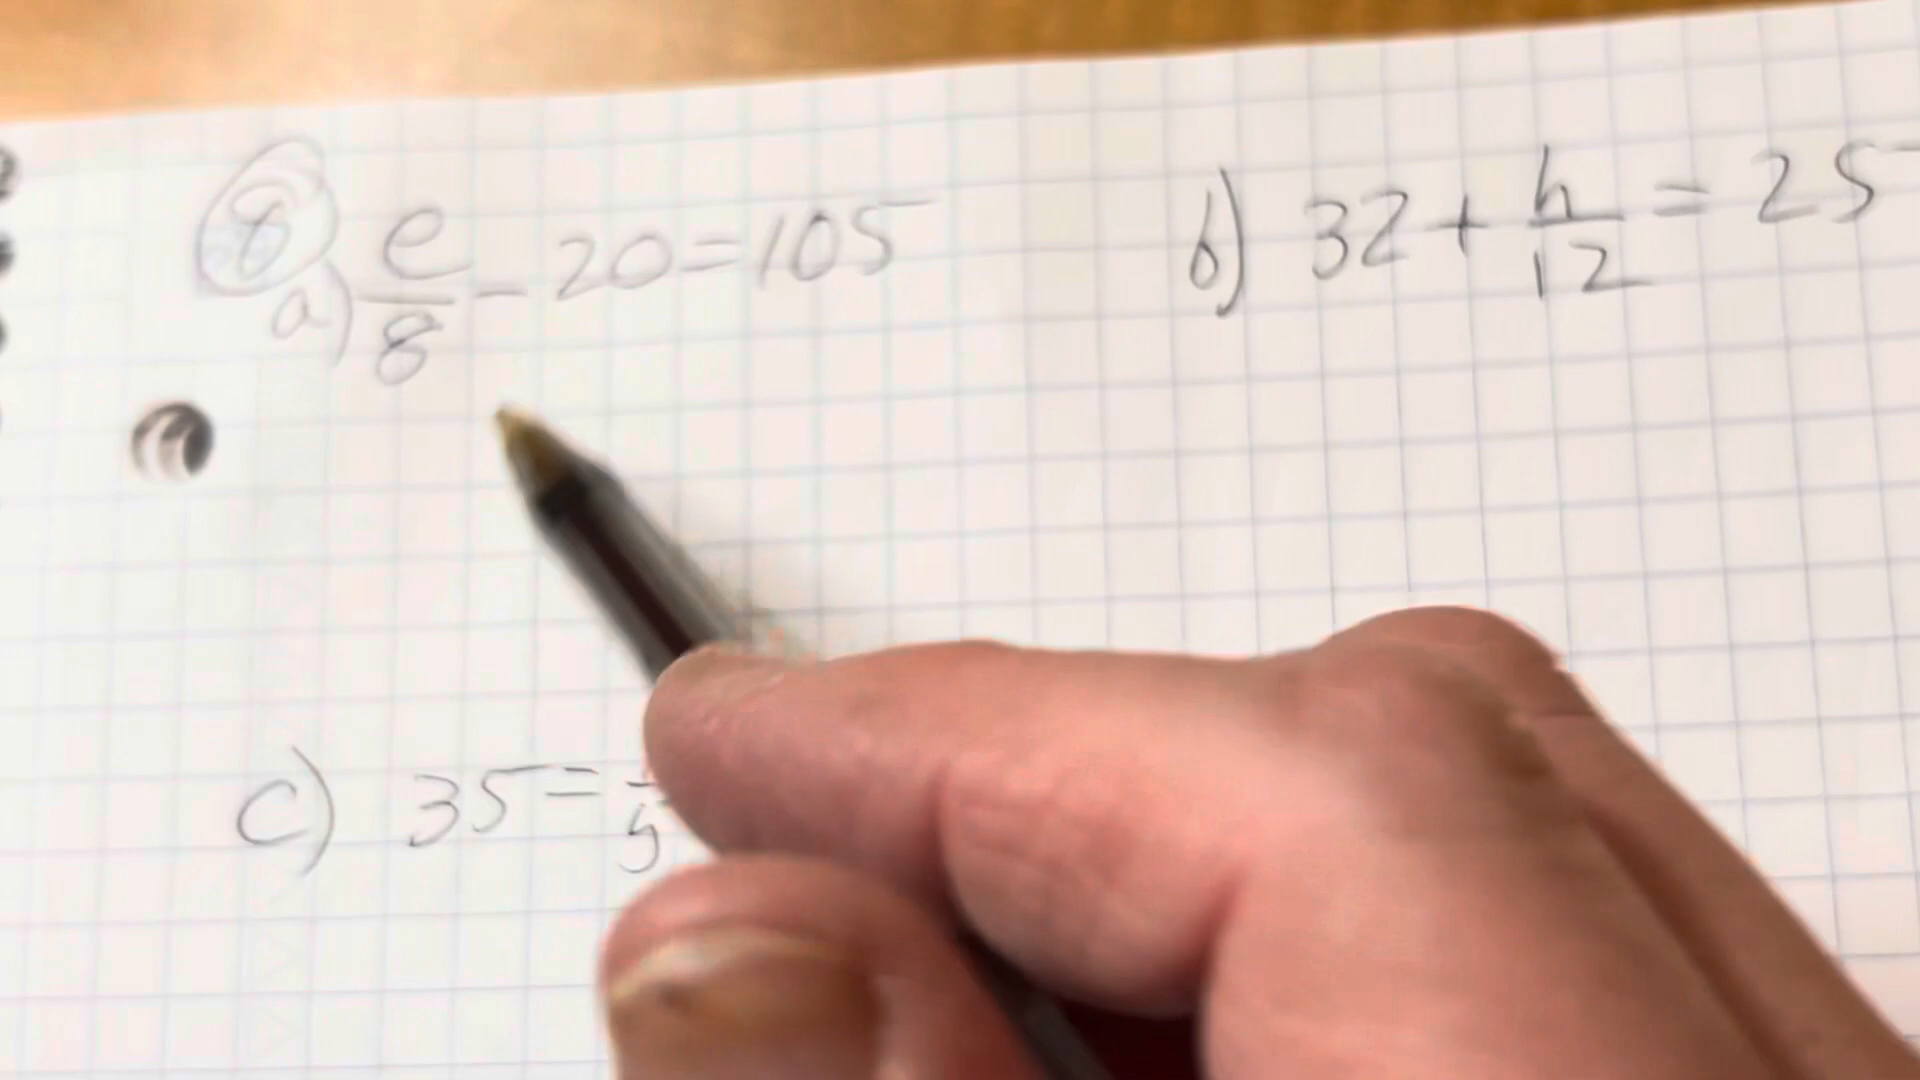 8
a) e/8 - 20 = 105
b) 32 + h/12 = 25
c) 35 =